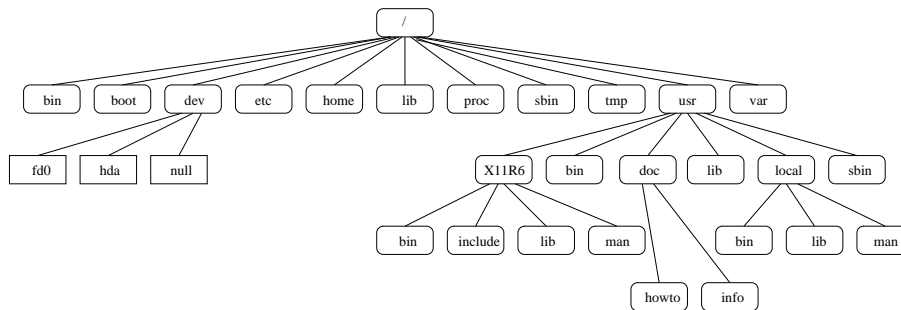 /
bin boot dev etc home lib proc sbin tmp usr var
fd0 hda null X11R6 bin doc lib local sbin
bin include lib man bin lib man
howto info